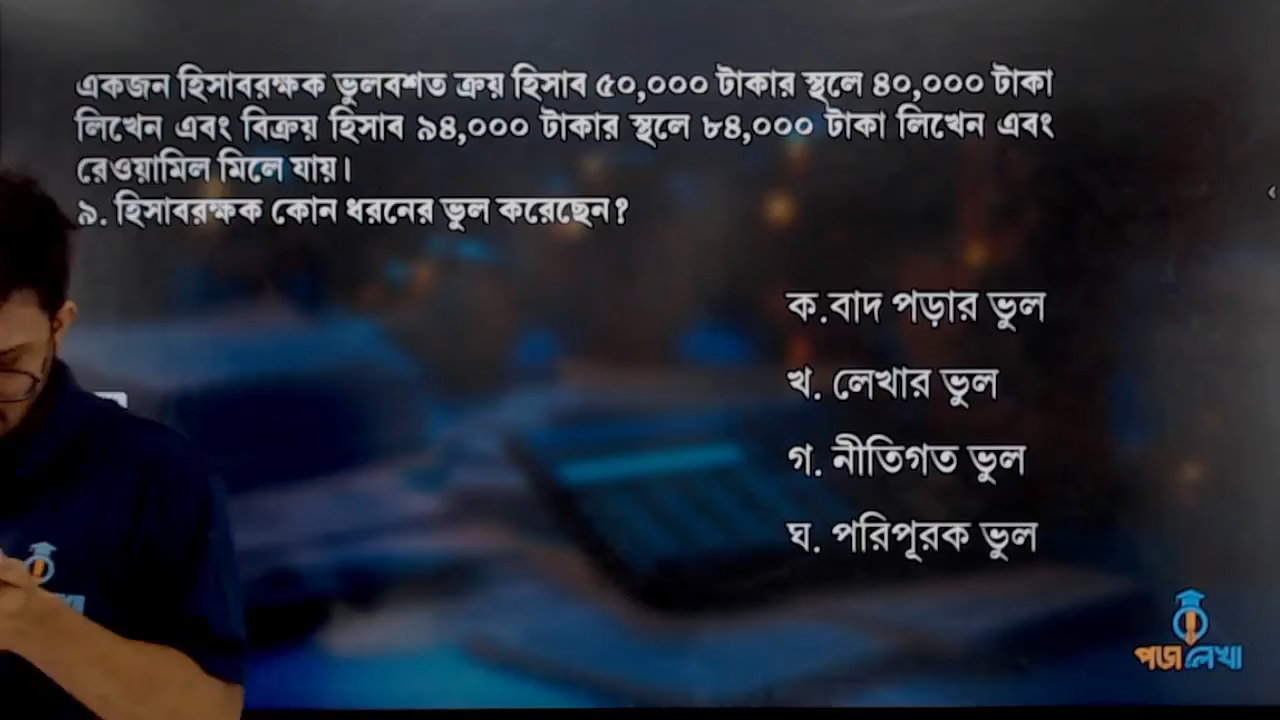 একজন হিসাবরক্ষক ভুলবশত ক্রয় হিসাব ৫০,০০০ টাকার স্থলে ৪০,০০০ টাকা
লিখেন এবং বিক্রয় হিসাব ৯৪,০০০ টাকার স্থলে ৮৪,০০০ টাকা লিখেন এবং
রেওয়ামিল মিলে যায়।
৯. হিসাবরক্ষক কোন ধরনের ভুল করেছেন?
ক.বাদ পড়ার ভুল
খ. লেখার ভুল
গ. নীতিগত ভুল
ঘ. পরিপূরক ভুল
পড়ালেখা